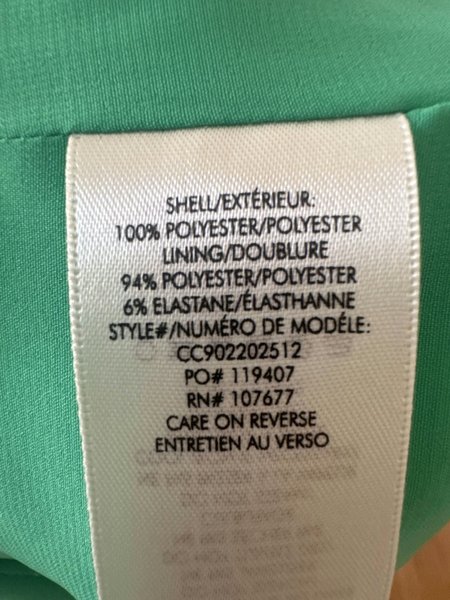 SHELL/EXTÉRIEUR:
100% POLYESTER/POLYESTER
LINING/DOUBLURE
94% POLYESTER/POLYESTER
6% ELASTANE/ÉLASTHANNE
STYLE#/NUMÉRO DE MODÉLE:
CC902202512
PO# 119407
RN# 107677
CARE ON REVERSE
ENTRETIEN AU VERSO